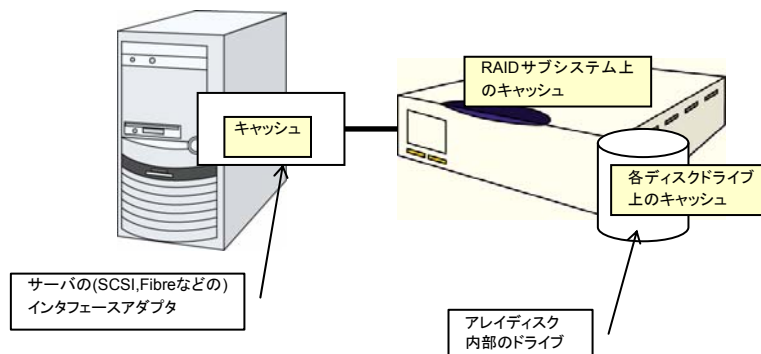 RAIDサブシステム上
のキャッシュ
キャッシュ
各ディスクドライブ
上のキャッシュ
サーバの(SCSI,Fibreなどの)
インタフェースアダプタ
アレイディスク
内部のドライブ